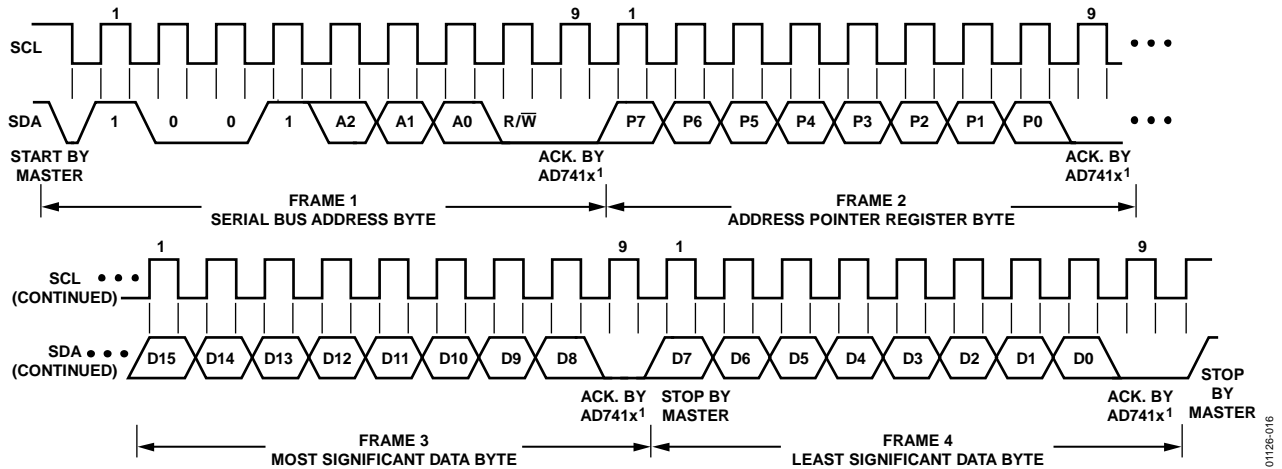 1 9 1 9
SCL
SDA 1 0 0 1 A2 A1 A0 R/W̅ P7 P6 P5 P4 P3 P2 P1 P0
START BY MASTER
ACK. BY AD741x¹
ACK. BY AD741x¹
FRAME 1
SERIAL BUS ADDRESS BYTE
FRAME 2
ADDRESS POINTER REGISTER BYTE
1 9 1 9
SCL
(CONTINUED)
SDA
(CONTINUED)
D15 D14 D13 D12 D11 D10 D9 D8 D7 D6 D5 D4 D3 D2 D1 D0
ACK. BY
AD741x¹
STOP BY
MASTER
ACK. BY
AD741x¹
STOP
BY
MASTER
FRAME 3
MOST SIGNIFICANT DATA BYTE
FRAME 4
LEAST SIGNIFICANT DATA BYTE
01126-016